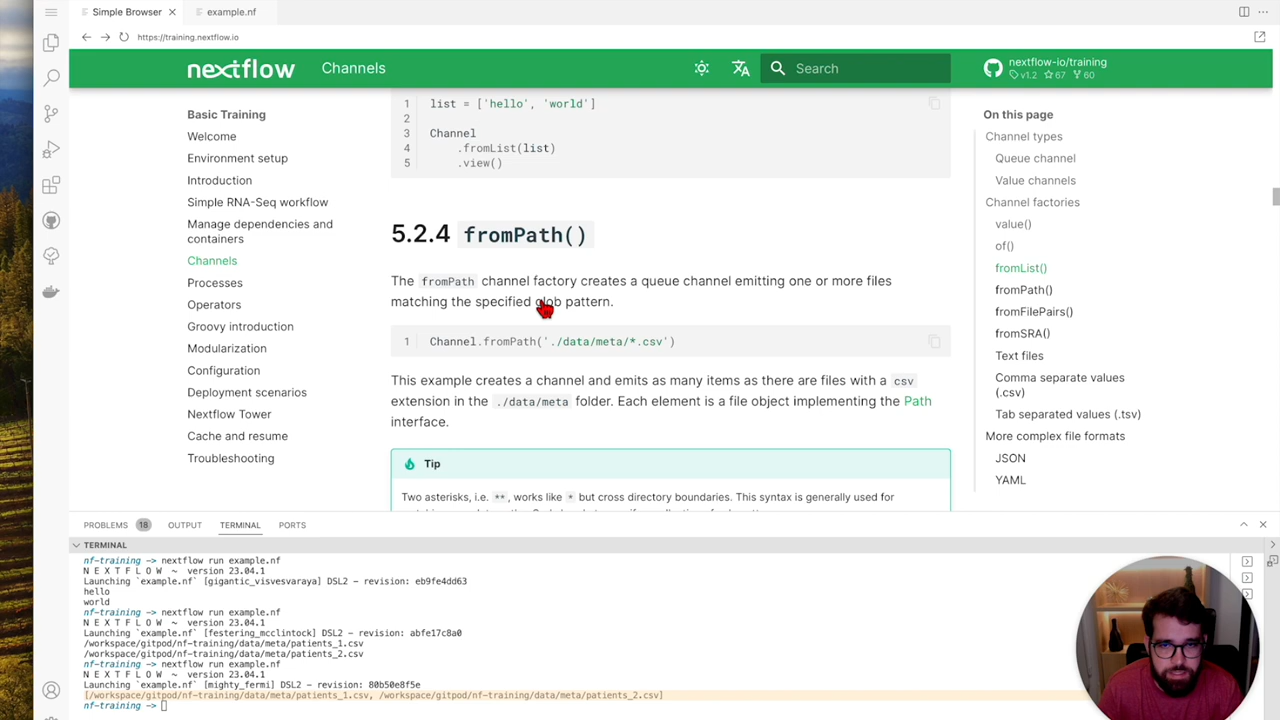 Simple Browser
example.nf
https://training.nextflow.io
nextflow
Channels
Search
nextflow-io/training
v1.2 67 60
Basic Training
Welcome
Environment setup
Introduction
Simple RNA-Seq workflow
Manage dependencies and
containers
Channels
Processes
Operators
Groovy introduction
Modularization
Configuration
Deployment scenarios
Nextflow Tower
Cache and resume
Troubleshooting
1 list = ['hello', 'world']
2
3 Channel
4 .fromList(list)
5 .view()
5.2.4 fromPath()
The fromPath channel factory creates a queue channel emitting one or more files
matching the specified glob pattern.
1 Channel.fromPath('./data/meta/*.csv')
This example creates a channel and emits as many items as there are files with a csv
extension in the ./data/meta folder. Each element is a file object implementing the Path
interface.
Tip
Two asterisks, i.e. **, works like * but cross directory boundaries. This syntax is generally used for
On this page
Channel types
Queue channel
Value channels
Channel factories
value()
of()
fromList()
fromPath()
fromFilePairs()
fromSRA()
Text files
Comma separate values
(.csv)
Tab separated values (.tsv)
More complex file formats
JSON
YAML
PROBLEMS 18 OUTPUT TERMINAL PORTS
TERMINAL
nf-training -> nextflow run example.nf
N E X T F L O W ~ version 23.04.1
Launching `example.nf` [gigantic_visvesvaraya] DSL2 - revision: eb9fe4dd63
hello
world
nf-training -> nextflow run example.nf
N E X T F L O W ~ version 23.04.1
Launching `example.nf` [festering_mcclintock] DSL2 - revision: abfe17c8a0
/workspace/gitpod/nf-training/data/meta/patients_1.csv
/workspace/gitpod/nf-training/data/meta/patients_2.csv
nf-training -> nextflow run example.nf
N E X T F L O W ~ version 23.04.1
Launching `example.nf` [mighty_fermi] DSL2 - revision: 80b50e8f5e
[/workspace/gitpod/nf-training/data/meta/patients_1.csv, /workspace/gitpod/nf-training/data/meta/patients_2.csv]
nf-training ->